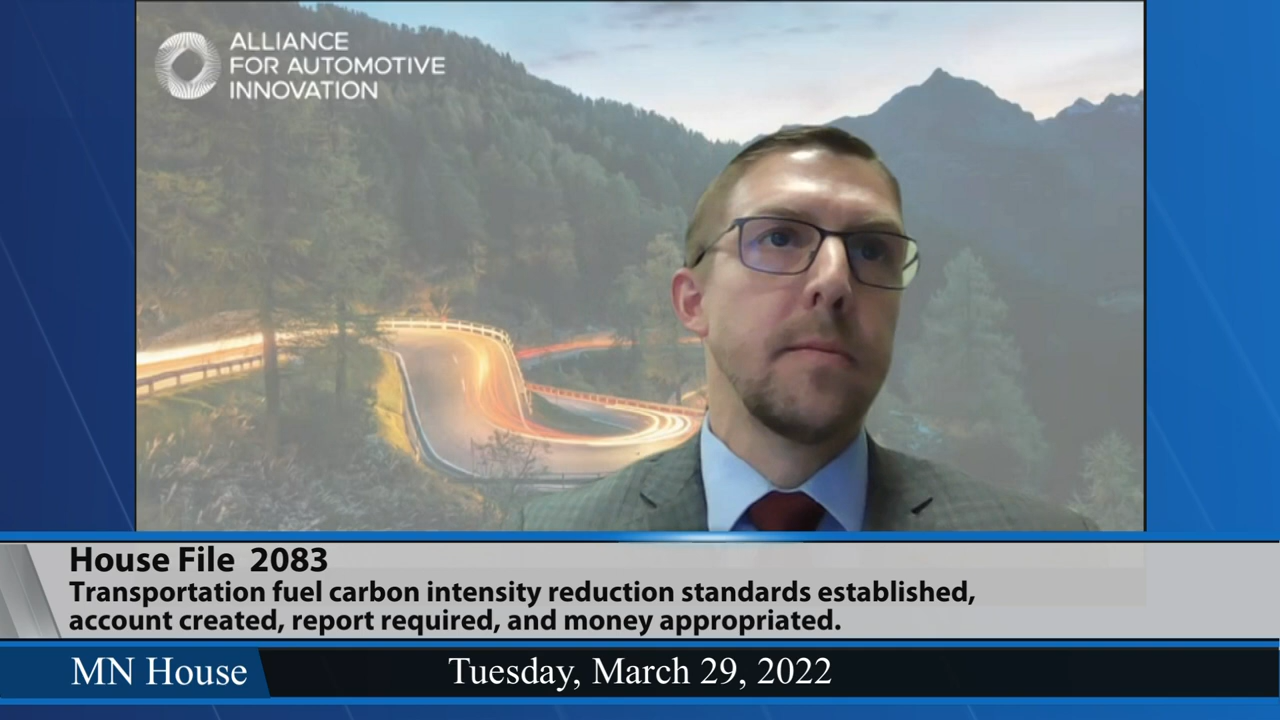 ALLIANCE
FOR AUTOMOTIVE
INNOVATION
House File 2083
Transportation fuel carbon intensity reduction standards established,
account created, report required, and money appropriated.
MN House
Tuesday, March 29, 2022